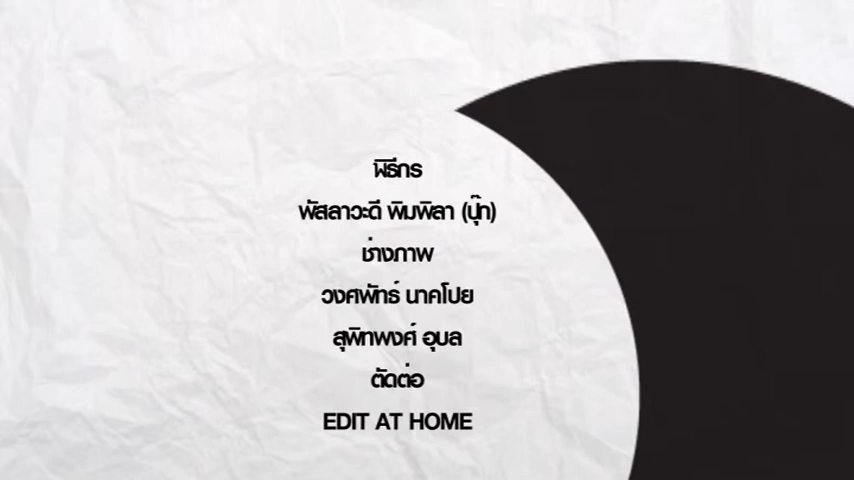 พิธีกร
พัสลาวะดี พิมพิลา (ปุ๊ก)
ช่างภาพ
วงศพัทธ์ นาคโปย
สุพิทพงศ์ อุบล
ตัดต่อ
EDIT AT HOME